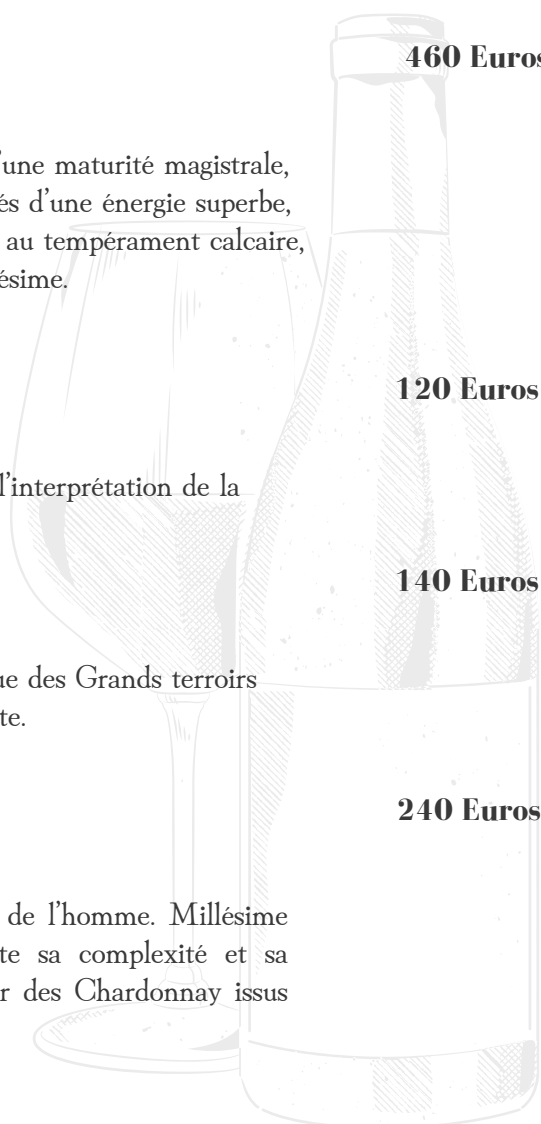 460 Euros
'une maturité magistrale,
és d'une énergie superbe,
au tempérament calcaire,
ésime.
120 Euros
l'interprétation de la
140 Euros
ue des Grands terroirs
te.
240 Euros
de l'homme. Millésime
te sa complexité et sa
r des Chardonnay issus